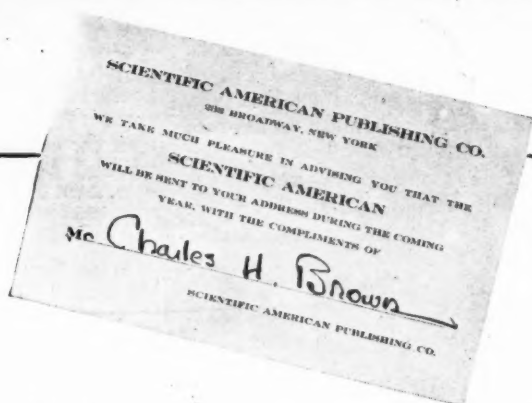 SCIENTIFIC AMERICAN PUBLISHING CO.
233 BROADWAY, NEW YORK
WE TAKE MUCH PLEASURE IN ADVISING YOU THAT THE
SCIENTIFIC AMERICAN
WILL BE SENT TO YOUR ADDRESS DURING THE COMING
YEAR, WITH THE COMPLIMENTS OF
Mr Charles H. Brown
SCIENTIFIC AMERICAN PUBLISHING CO.